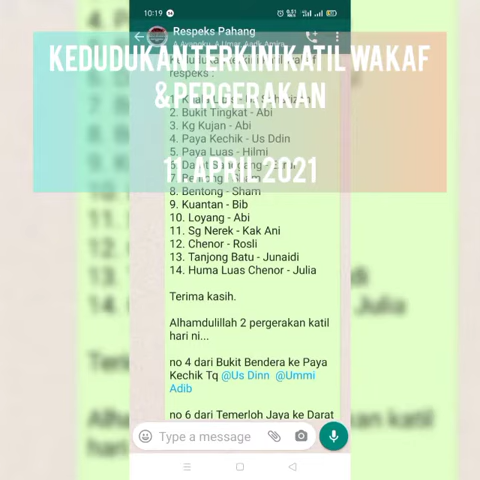 10:19
Respeks Pahang
KEDUDUKAN TERKINI KATIL WAKAF
& PERGERAKAN
11 APRIL 2021
respeks :
2. Bukit Tingkat - Abi
3. Kg Kujan - Abi
4. Paya Kechik - Us Ddin
5. Paya Luas - Hilmi
8. Bentong - Sham
9. Kuantan - Bib
10. Loyang - Abi
11. Sg Nerek - Kak Ani
12. Chenor - Rosli
13. Tanjong Batu - Junaidi
14. Huma Luas Chenor - Julia
Terima kasih.
Alhamdulillah 2 pergerakan katil
hari ni...
no 4 dari Bukit Bendera ke Paya
Kechik Tq @Us Dinn @Ummi
Adib
no 6 dari Temerloh Jaya ke Darat
Type a message